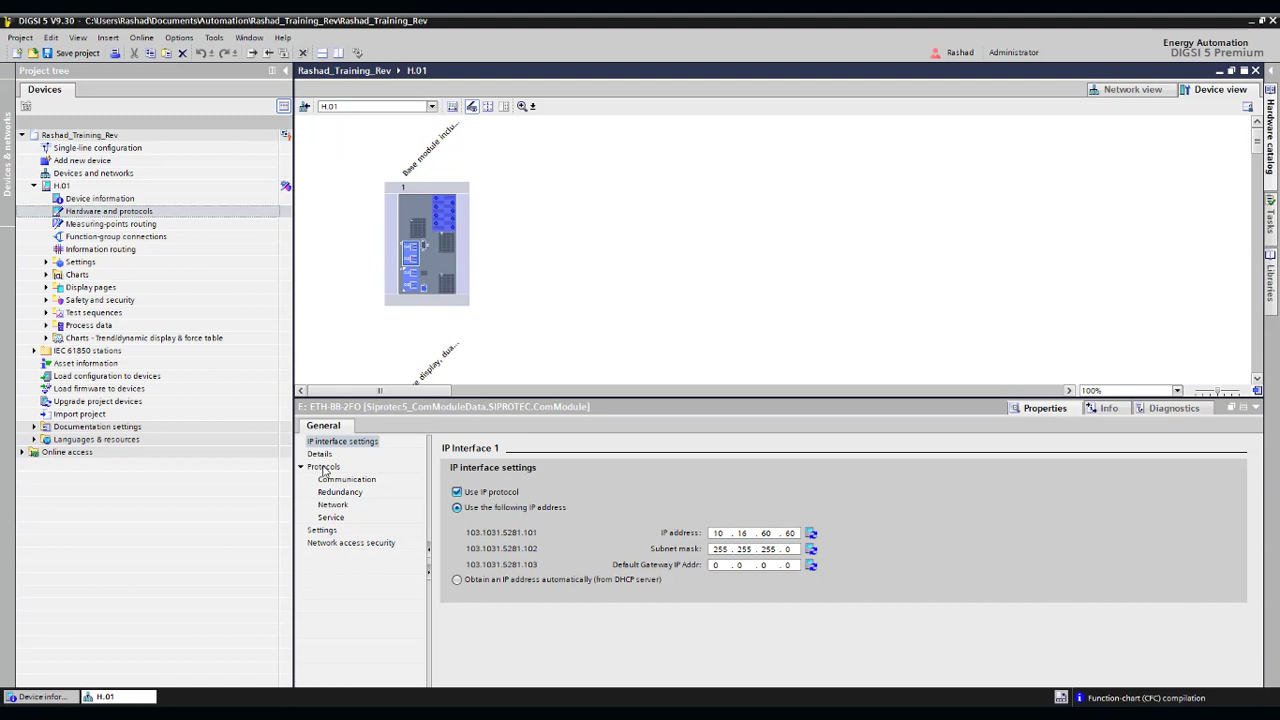 DIGSI 5 V9.30 - C:\Users\Rashad\Documents\Automation\Rashad_Training_Rev\Rashad_Training_Rev
Project Edit View Insert Online Options Tools Window Help
Energy Automation
DIGSI 5 Premium
Save project
Rashad Administrator
Project tree
Rashad_Training_Rev H.01
Devices
Network view Device view
H.01
Devices & networks
Rashad_Training_Rev
Single-line configuration
Add new device
Devices and networks
H.01
Device information
Hardware and protocols
Measuring-points routing
Function-group connections
Information routing
Settings
Charts
Display pages
Safety and security
Test sequences
Process data
Charts - Trend/dynamic display & force table
IEC 61850 stations
Asset information
Load configuration to devices
Load firmware to devices
Upgrade project devices
Import project
Documentation settings
Languages & resources
Online access
Base module inclu...
1
e display, dua...
100%
Hardware catalog
Tasks
Libraries
E: ETH-BB-2FO [Siprotec5_ComModuleData.SIPROTEC.ComModule]
Properties Info Diagnostics
General
IP interface settings
Details
Protocols
Communication
Redundancy
Network
Service
Settings
Network access security
IP Interface 1
IP interface settings
Use IP protocol
Use the following IP address
103.1031.5281.101 IP address: 10 . 16 . 60 . 60
103.1031.5281.102 Subnet mask: 255 . 255 . 255 . 0
103.1031.5281.103 Default Gateway IP Addr: 0 . 0 . 0 . 0
Obtain an IP address automatically (from DHCP server)
Device infor... H.01
Function-chart (CFC) compilation